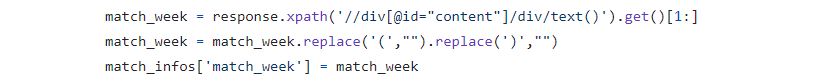 match_week = response.xpath('//div[@id="content"]/div/text()').get()[1:]
match_week = match_week.replace('(',"").replace(')',"")
match_infos['match_week'] = match_week